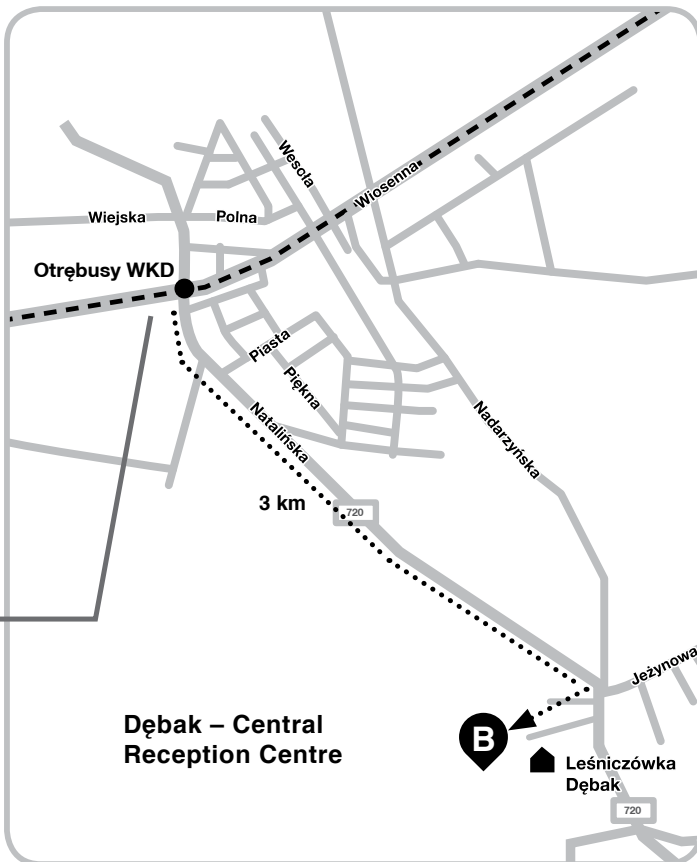 Wesoła
Wiosenna
Wiejska
Polna
Otrębusy WKD
Piasta
Piękna
Natalińska
Nadarzyńska
3 km
720
Jeżynowa
Dębak – Central
Reception Centre
B
Leśniczówka
Dębak
720